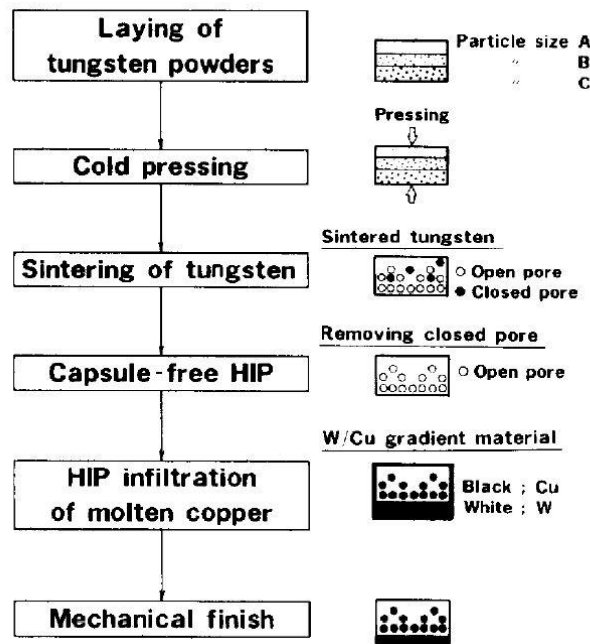 Laying of
tungsten powders
Particle size A
" B
" C
Pressing
Cold pressing
Sintered tungsten
Sintering of tungsten
Open pore
Closed pore
Removing closed pore
Capsule-free HIP
Open pore
W/Cu gradient material
HIP infiltration
of molten copper
Black ; Cu
White ; W
Mechanical finish